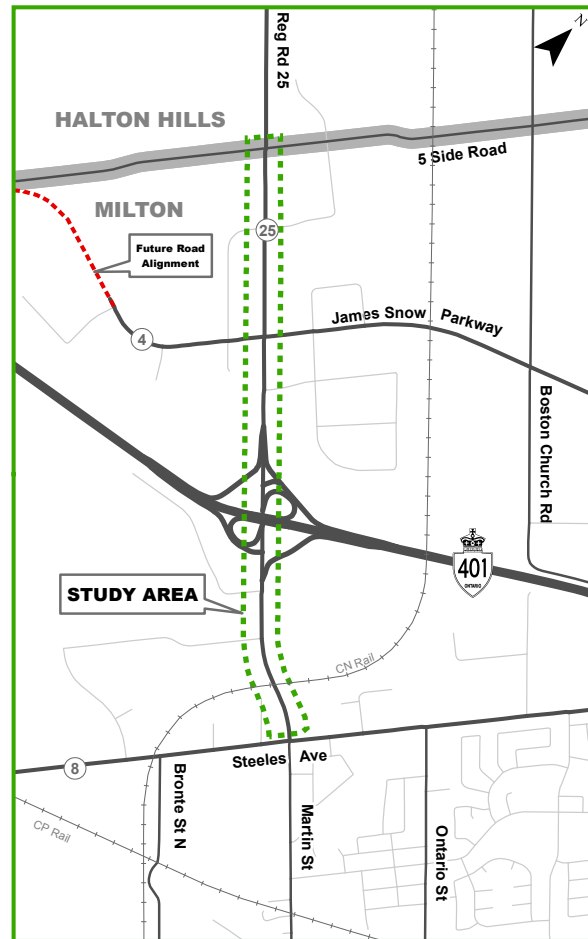 N
Reg Rd 25
HALTON HILLS
5 Side Road
MILTON
25
Future Road
Alignment
James Snow Parkway
4
Boston Church Rd
401
ONTARIO
STUDY AREA
CN Rail
Steeles Ave
8
Bronte St N
Martin St
Ontario St
CP Rail